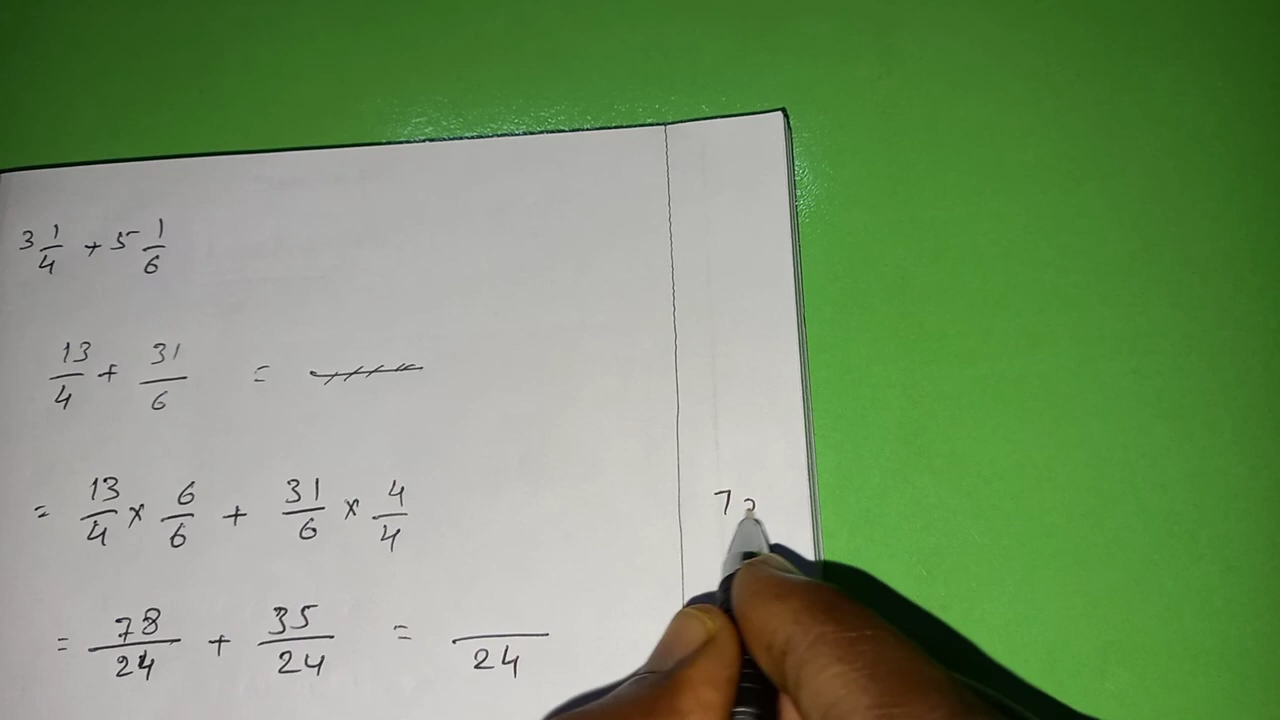 3 1/4 + 5 1/6
13/4 + 31/6 =
= 13/4 × 6/6 + 31/6 × 4/4
= 78/24 + 35/24 = /24
7